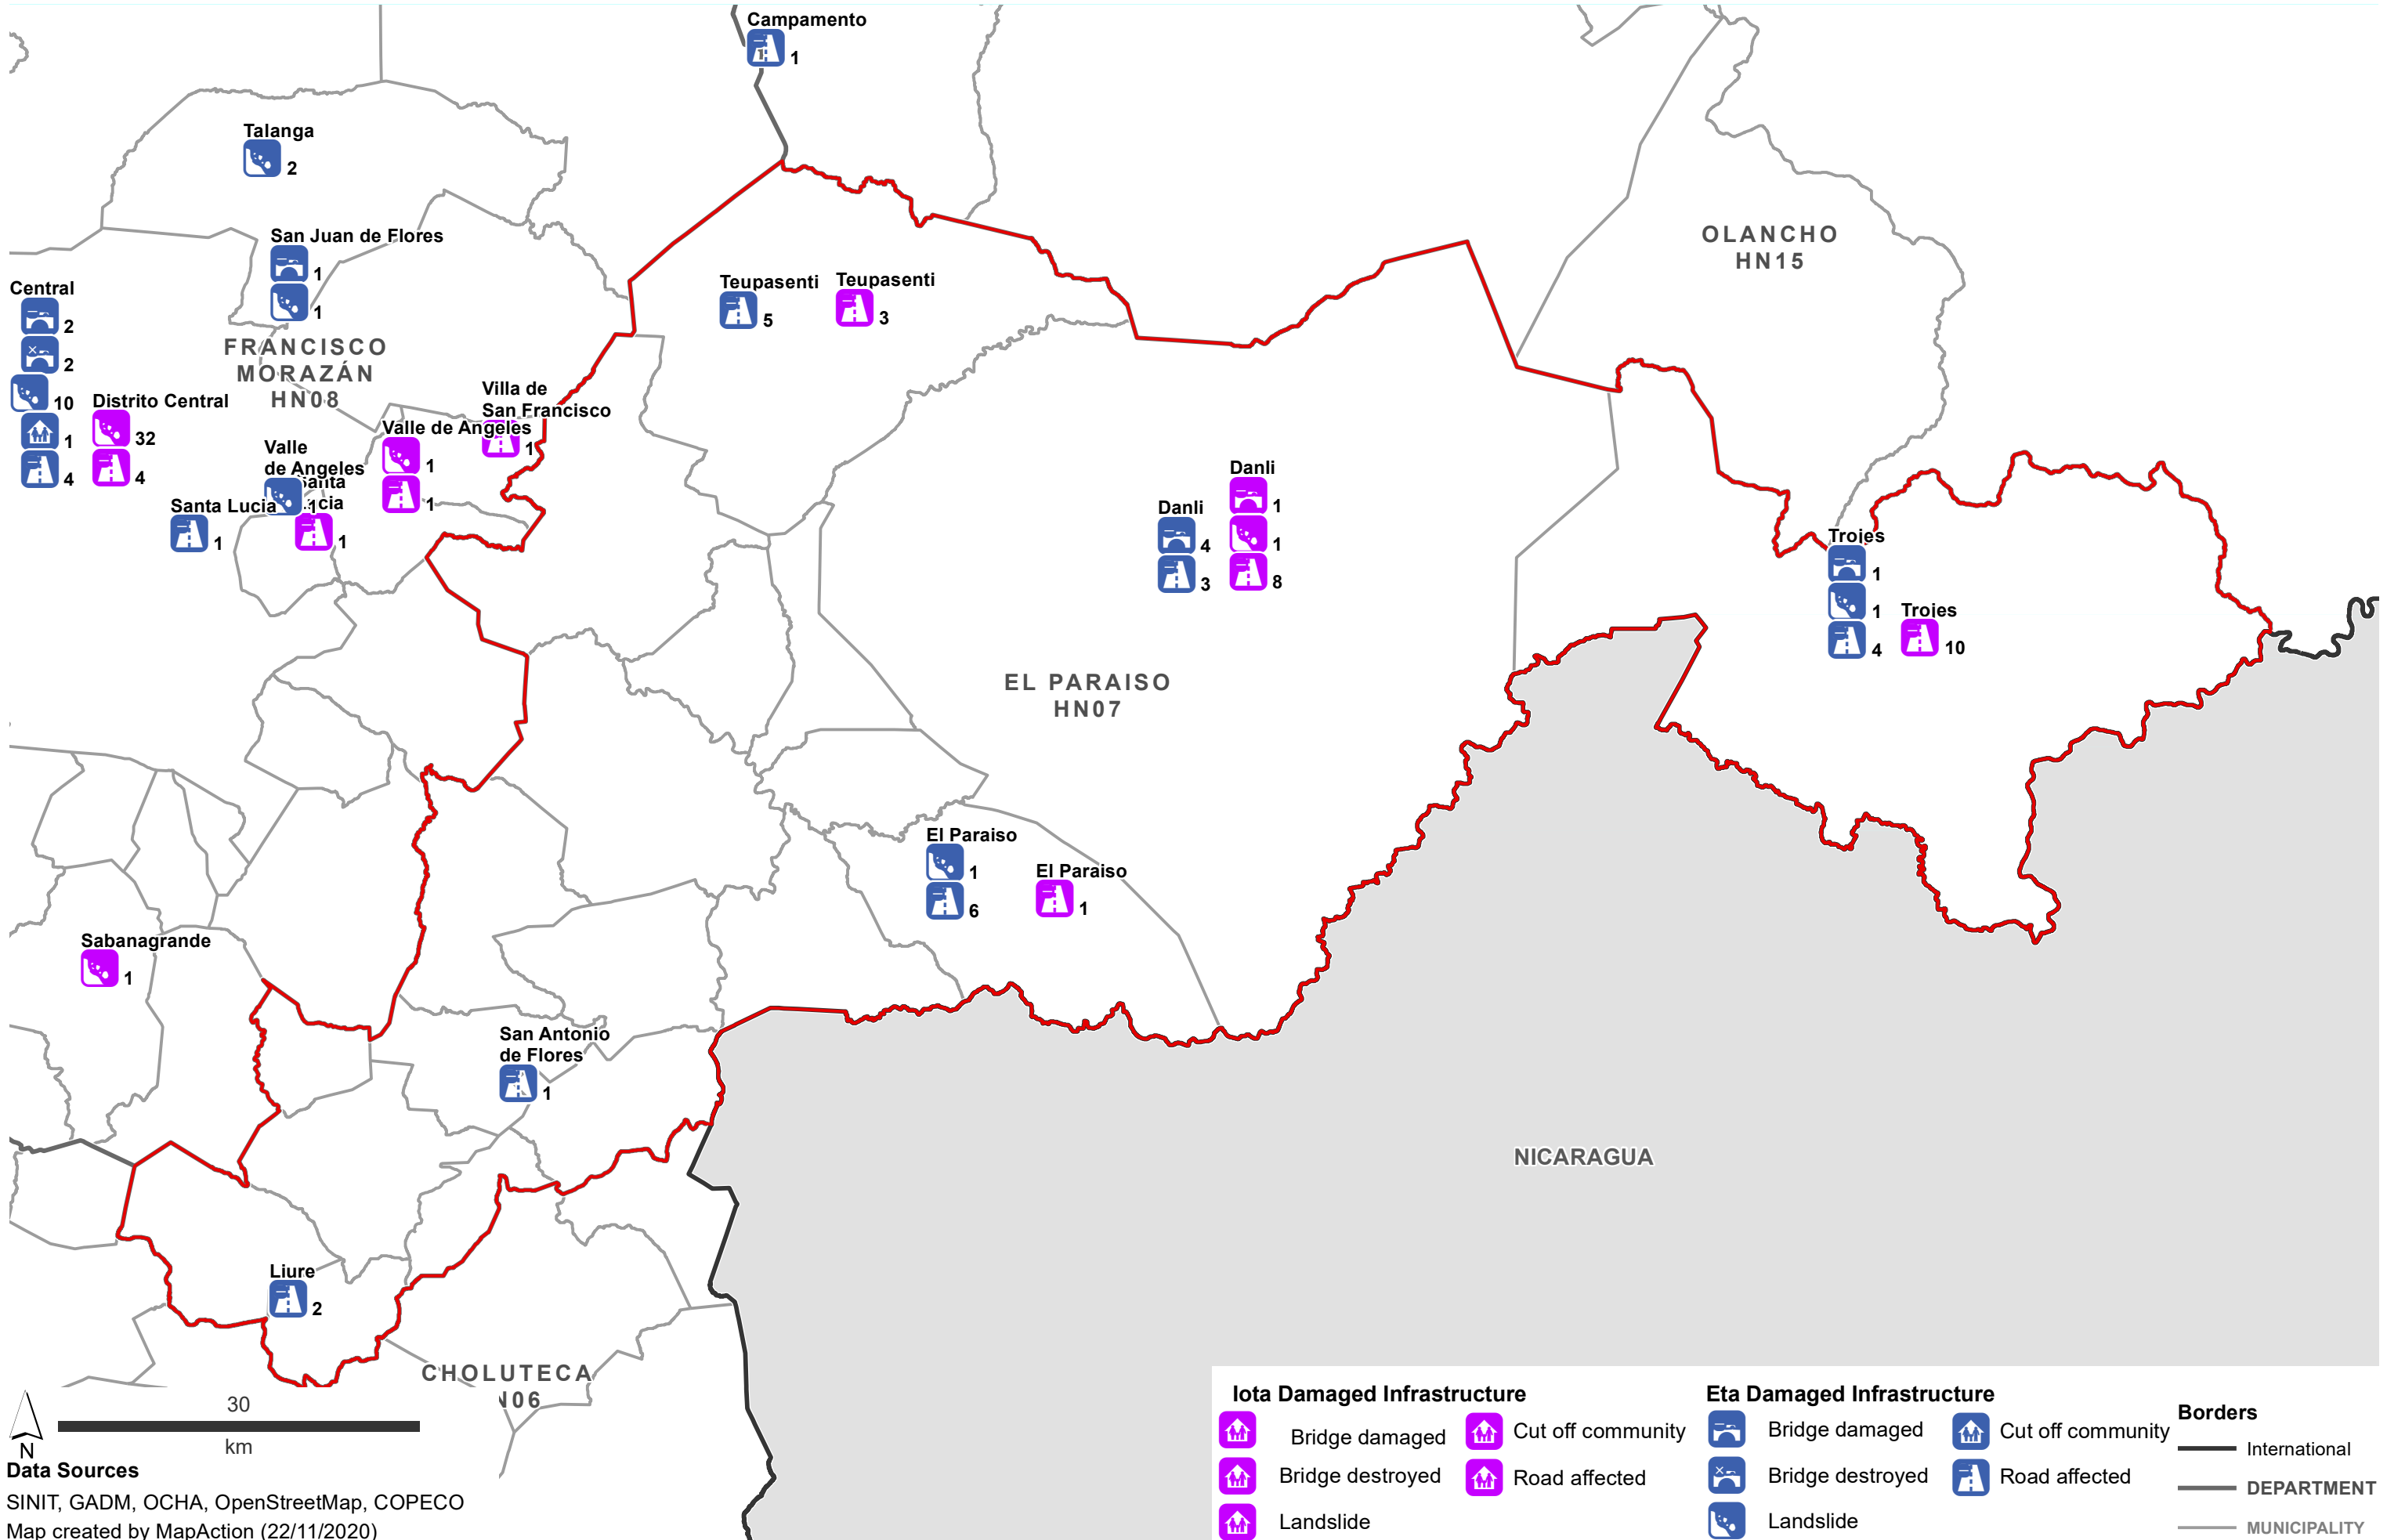 Campamento
1
Talanga
2
San Juan de Flores
1
1
OLANCHO
HN15
Teupasenti
5
Teupasenti
3
Central
2
2
10
1
4
FRANCISCO
MORAZÁN
HN08
Distrito Central
32
4
Villa de
San Francisco
1
Valle de Angeles
1
1
Valle
de Angeles
1
Santa
Lucia
1
Santa Lucia
1
Danli
4
3
Danli
1
1
8
Trojes
1
1
4
Trojes
10
EL PARAISO
HN07
El Paraiso
1
6
El Paraiso
1
Sabanagrande
1
San Antonio
de Flores
1
NICARAGUA
Liure
2
CHOLUTECA
N06
30
km
N
Data Sources
SINIT, GADM, OCHA, OpenStreetMap, COPECO
Map created by MapAction (22/11/2020)
Iota Damaged Infrastructure
Bridge damaged
Bridge destroyed
Landslide
Cut off community
Road affected
Eta Damaged Infrastructure
Bridge damaged
Bridge destroyed
Landslide
Cut off community
Road affected
Borders
International
DEPARTMENT
MUNICIPALITY